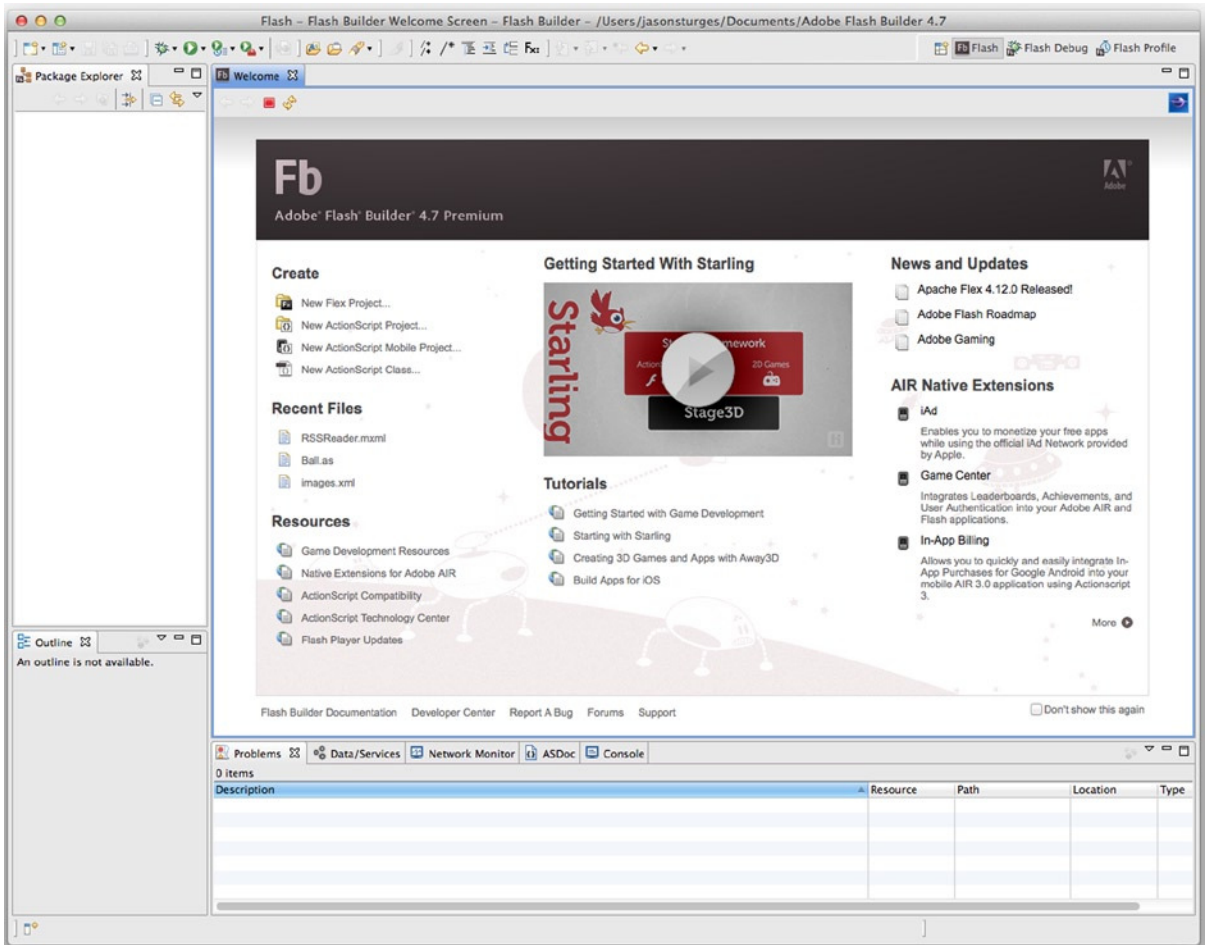 Flash – Flash Builder Welcome Screen – Flash Builder – /Users/jasonsturges/Documents/Adobe Flash Builder 4.7
Flash Flash Debug Flash Profile
Package Explorer
Fb Welcome
Fb
Adobe® Flash® Builder® 4.7 Premium
Adobe
Create
New Flex Project...
New ActionScript Project...
New ActionScript Mobile Project...
New ActionScript Class...
Recent Files
RSSReader.mxml
Ball.as
images.xml
Resources
Game Development Resources
Native Extensions for Adobe AIR
ActionScript Compatibility
ActionScript Technology Center
Flash Player Updates
Getting Started With Starling
Starling
2D Games
Stage3D
Tutorials
Getting Started with Game Development
Starting with Starling
Creating 3D Games and Apps with Away3D
Build Apps for iOS
News and Updates
Apache Flex 4.12.0 Released!
Adobe Flash Roadmap
Adobe Gaming
AIR Native Extensions
iAd
Enables you to monetize your free apps
while using the official iAd Network provided
by Apple.
Game Center
Integrates Leaderboards, Achievements, and
User Authentication into your Adobe AIR and
Flash applications.
In-App Billing
Allows you to quickly and easily integrate In-
App Purchases for Google Android into your
mobile AIR 3.0 application using Actionscript
3.
More
Flash Builder Documentation Developer Center Report A Bug Forums Support
Don't show this again
Outline
An outline is not available.
Problems Data/Services Network Monitor ASDoc Console
0 items
Description Resource Path Location Type